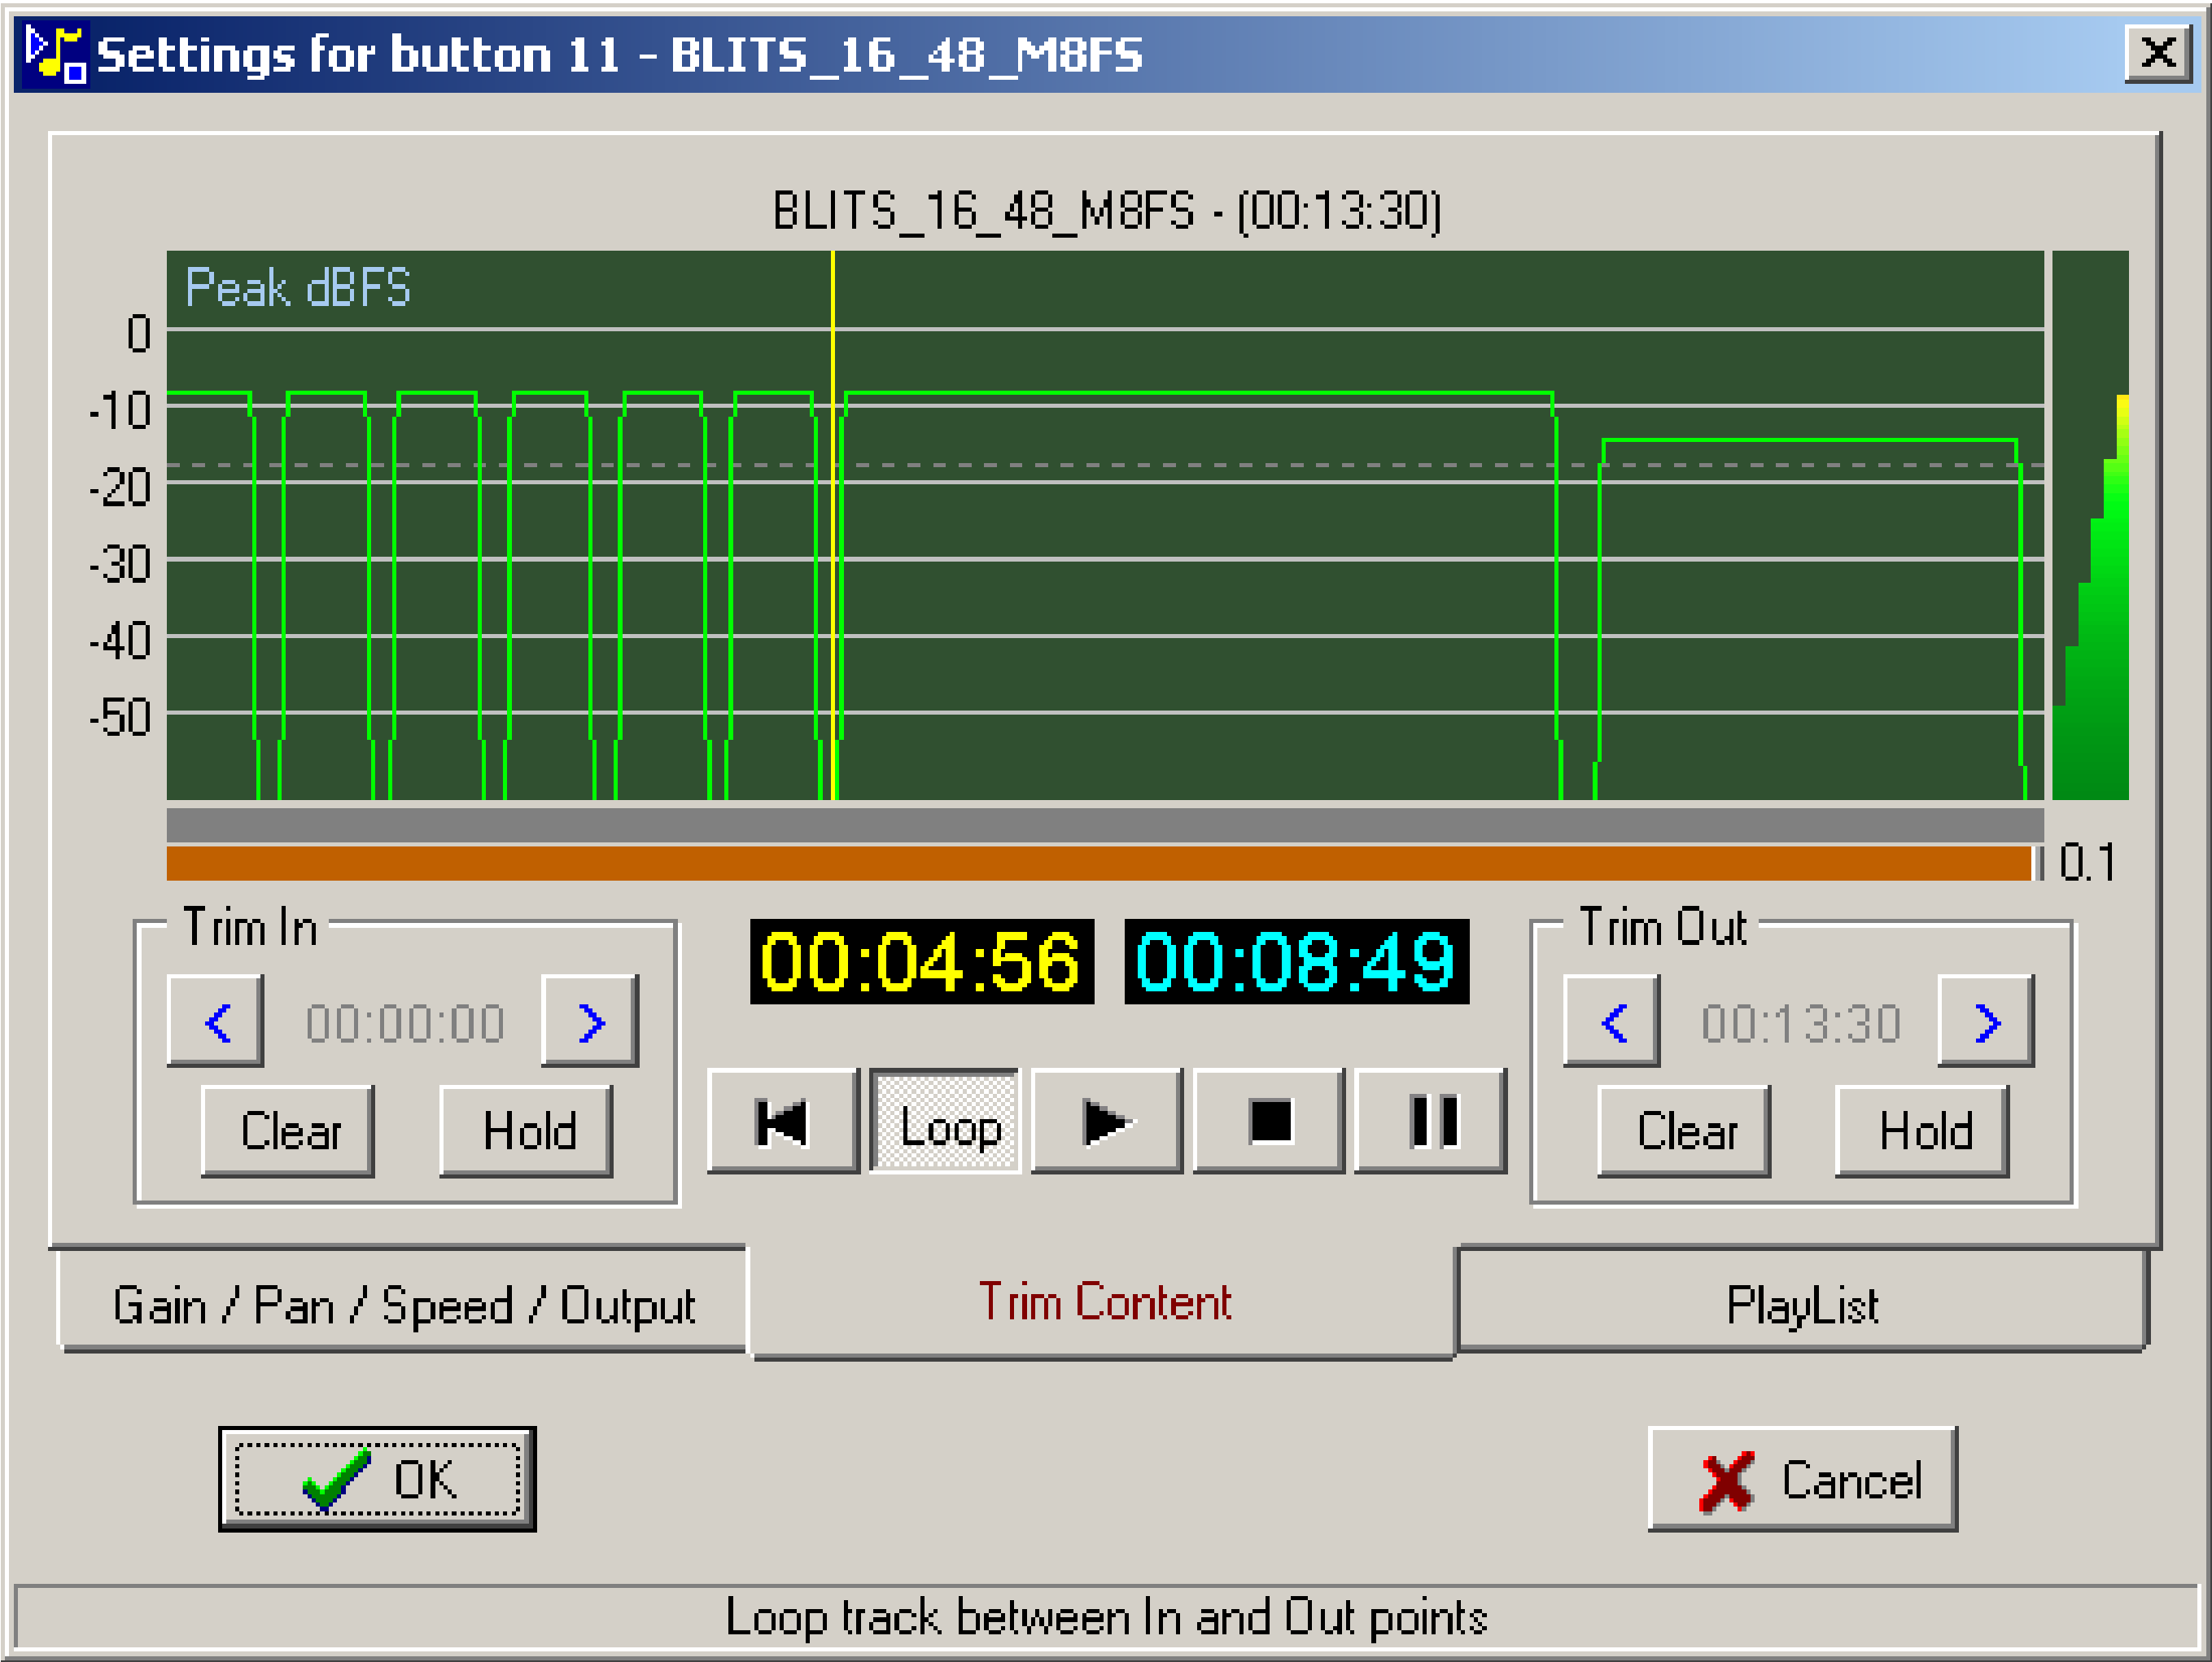 Settings for button 11 - BLITS_16_48_M8FS
BLITS_16_48_M8FS - (00:13:30)
Peak dBFS
0
-10
-20
-30
-40
-50
0.1
Trim In
00:04:56 00:08:49
Trim Out
< 00:00:00 >
< 00:13:30 >
Clear Hold
Loop
Clear Hold
Gain / Pan / Speed / Output
Trim Content
PlayList
OK
Cancel
Loop track between In and Out points